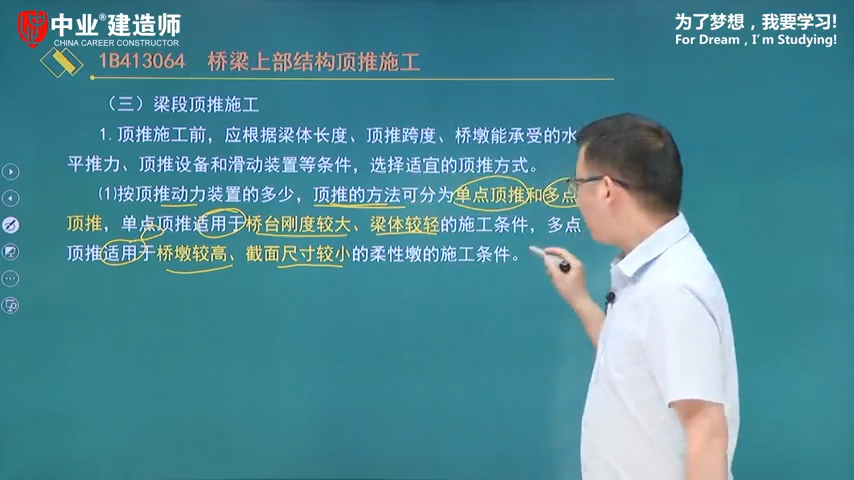 中业®建造师
CHINA CAREER CONSTRUCTOR
为了梦想，我要学习!
For Dream , I'm Studying!
1B413064 桥梁上部结构顶推施工
（三）梁段顶推施工
1. 顶推施工前，应根据梁体长度、顶推跨度、桥墩能承受的水
平推力、顶推设备和滑动装置等条件，选择适宜的顶推方式。
(1)按顶推动力装置的多少，顶推的方法可分为单点顶推和多点
顶推，单点顶推适用于桥台刚度较大、梁体较轻的施工条件，多点
顶推适用于桥墩较高、截面尺寸较小的柔性墩的施工条件。